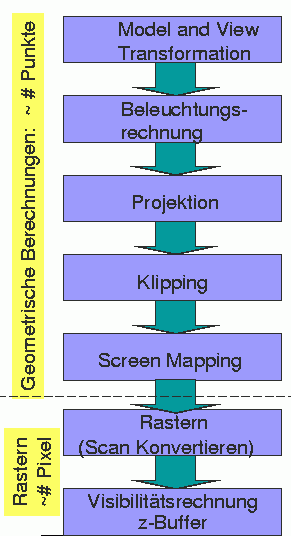 Geometrische Berechnungen: ~ # Punkte
Model and View
Transformation
Beleuchtungs-
rechnung
Projektion
Klipping
Screen Mapping
Rastern
~# Pixel
Rastern
(Scan Konvertieren)
Visibilitätsrechnung
z-Buffer